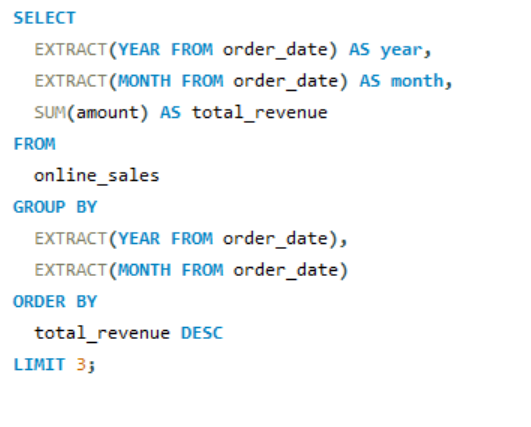 SELECT
  EXTRACT(YEAR FROM order_date) AS year,
  EXTRACT(MONTH FROM order_date) AS month,
  SUM(amount) AS total_revenue
FROM
  online_sales
GROUP BY
  EXTRACT(YEAR FROM order_date),
  EXTRACT(MONTH FROM order_date)
ORDER BY
  total_revenue DESC
LIMIT 3;